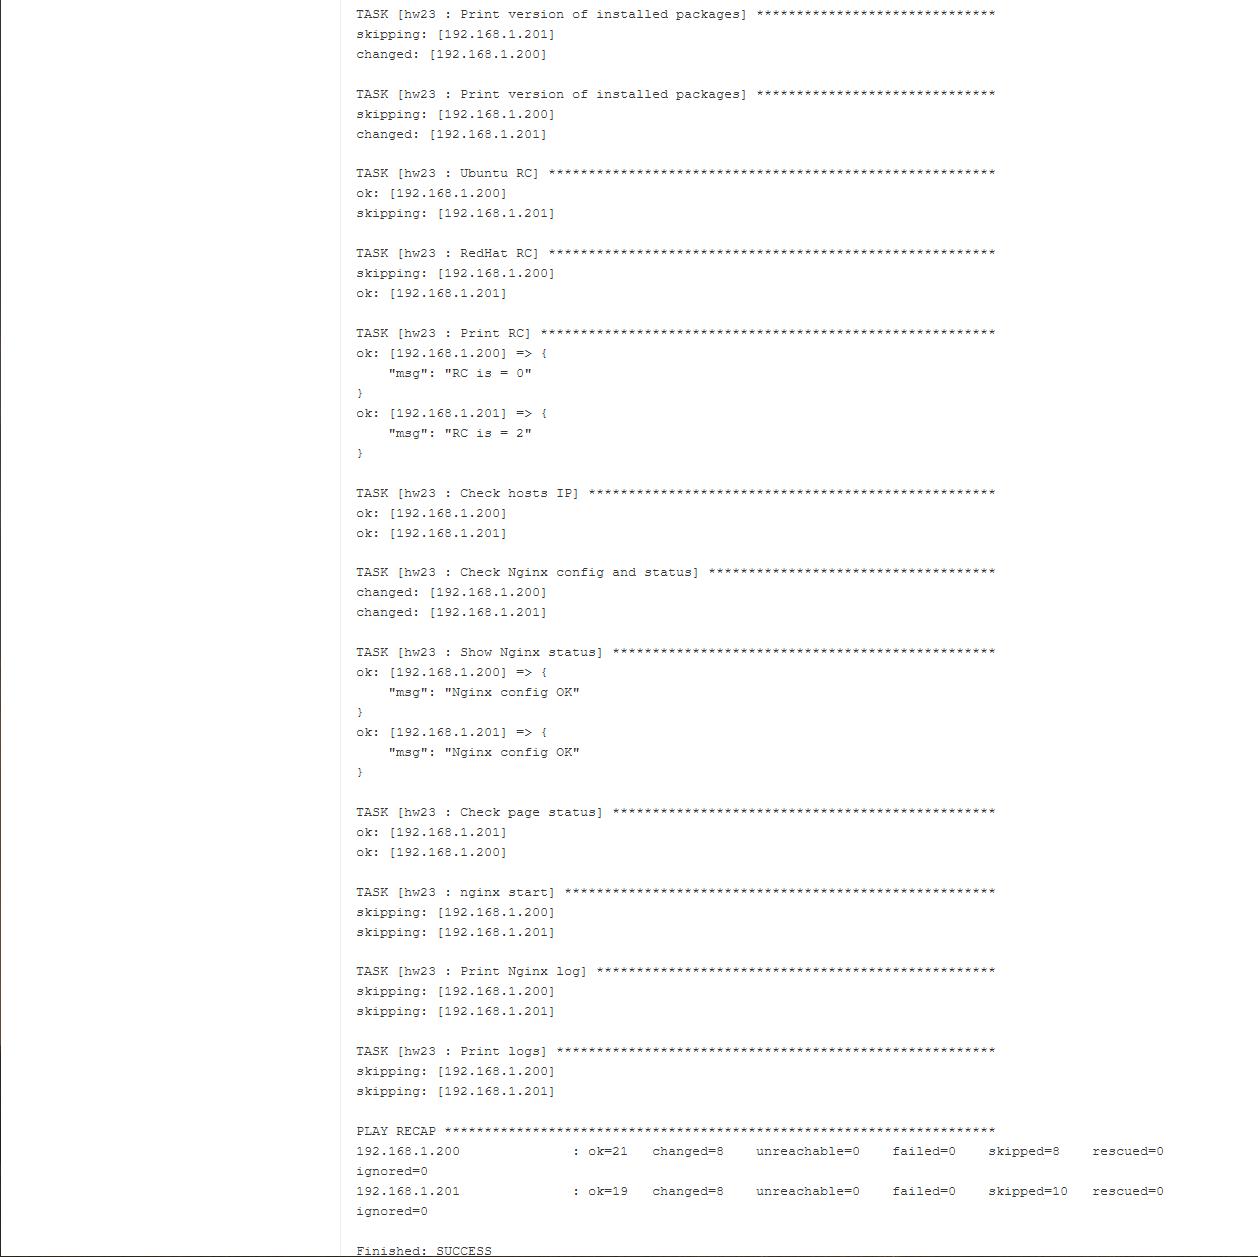 TASK [hw23 : Print version of installed packages] ******************************
skipping: [192.168.1.201]
changed: [192.168.1.200]
TASK [hw23 : Print version of installed packages] ******************************
skipping: [192.168.1.200]
changed: [192.168.1.201]
TASK [hw23 : Ubuntu RC] ********************************************************
ok: [192.168.1.200]
skipping: [192.168.1.201]
TASK [hw23 : RedHat RC] ********************************************************
skipping: [192.168.1.200]
ok: [192.168.1.201]
TASK [hw23 : Print RC] *********************************************************
ok: [192.168.1.200] => {
    "msg": "RC is = 0"
}
ok: [192.168.1.201] => {
    "msg": "RC is = 2"
}
TASK [hw23 : Check hosts IP] ***************************************************
ok: [192.168.1.200]
ok: [192.168.1.201]
TASK [hw23 : Check Nginx config and status] ************************************
changed: [192.168.1.200]
changed: [192.168.1.201]
TASK [hw23 : Show Nginx status] ************************************************
ok: [192.168.1.200] => {
    "msg": "Nginx config OK"
}
ok: [192.168.1.201] => {
    "msg": "Nginx config OK"
}
TASK [hw23 : Check page status] ************************************************
ok: [192.168.1.201]
ok: [192.168.1.200]
TASK [hw23 : nginx start] ******************************************************
skipping: [192.168.1.200]
skipping: [192.168.1.201]
TASK [hw23 : Print Nginx log] **************************************************
skipping: [192.168.1.200]
skipping: [192.168.1.201]
TASK [hw23 : Print logs] *******************************************************
skipping: [192.168.1.200]
skipping: [192.168.1.201]
PLAY RECAP *********************************************************************
192.168.1.200              : ok=21   changed=8    unreachable=0    failed=0    skipped=8    rescued=0
ignored=0
192.168.1.201              : ok=19   changed=8    unreachable=0    failed=0    skipped=10   rescued=0
ignored=0
Finished: SUCCESS